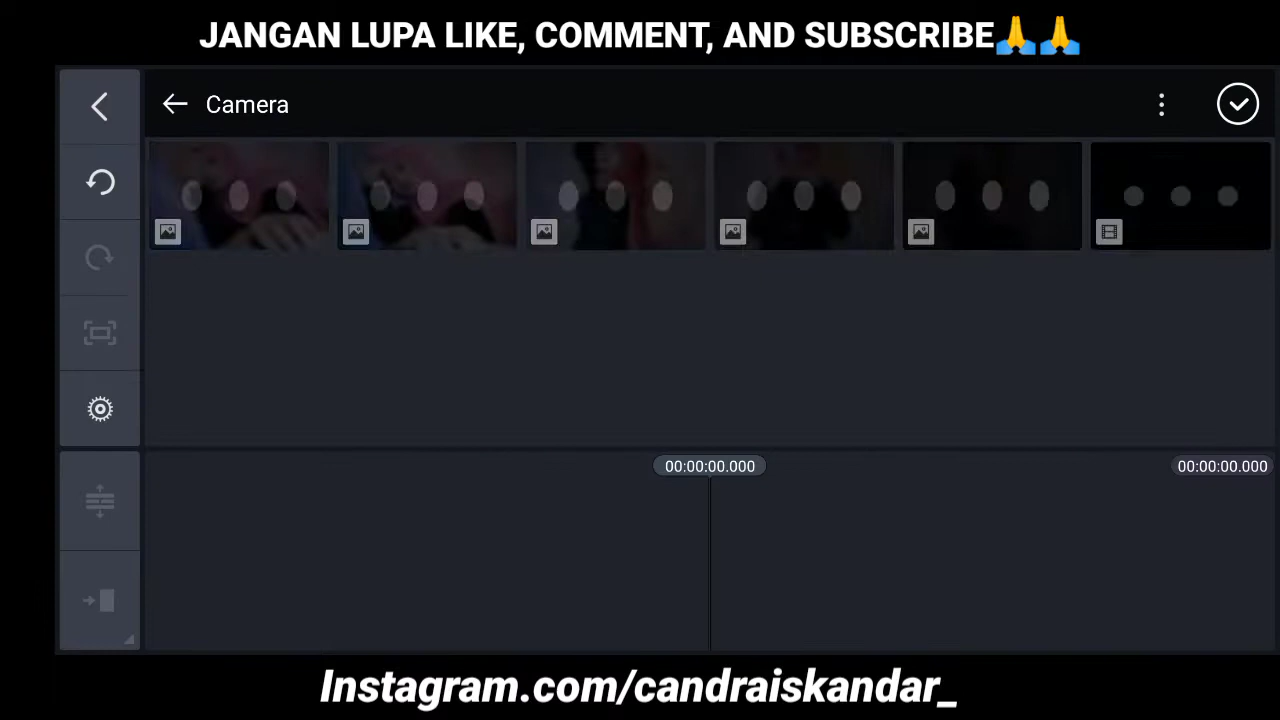 JANGAN LUPA LIKE, COMMENT, AND SUBSCRIBE🙏🙏
Camera
00:00:00.000
00:00:00.000
Instagram.com/candraiskandar_